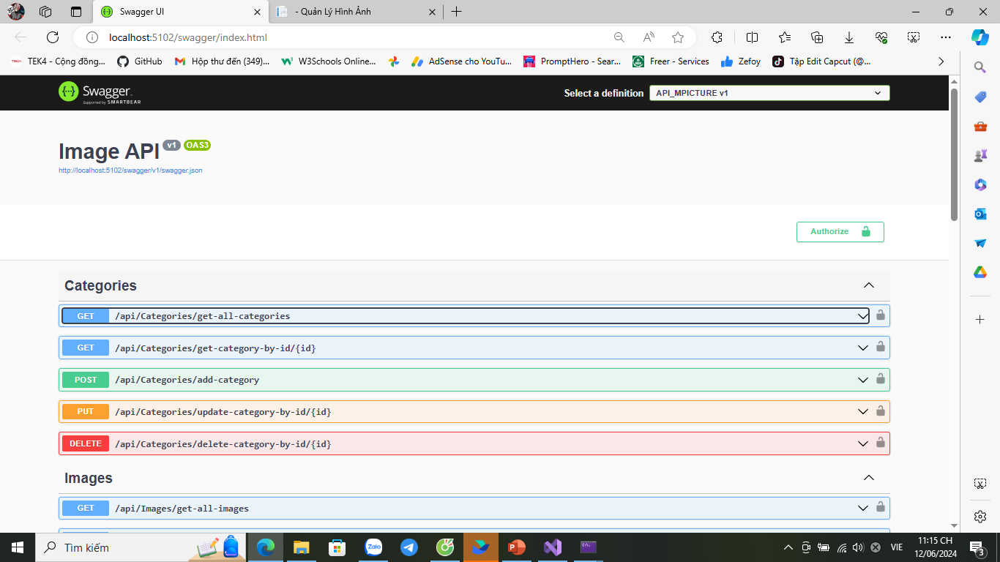 Swagger UI
- Quản Lý Hình Ảnh
localhost:5102/swagger/index.html
TEK4 - Cộng đồng...
GitHub
Hộp thư đến (349)...
W3Schools Online...
AdSense cho YouTu...
PromptHero - Sear...
Freer - Services
Zefoy
Tập Edit Capcut (@...
Swagger
Supported by SMARTBEAR
Select a definition
API_MPICTURE v1
Image API v1 OAS3
http://localhost:5102/swagger/v1/swagger.json
Authorize
Categories
GET /api/Categories/get-all-categories
GET /api/Categories/get-category-by-id/{id}
POST /api/Categories/add-category
PUT /api/Categories/update-category-by-id/{id}
DELETE /api/Categories/delete-category-by-id/{id}
Images
GET /api/Images/get-all-images
Tìm kiếm
Zalo
VIE
11:15 CH
12/06/2024
3